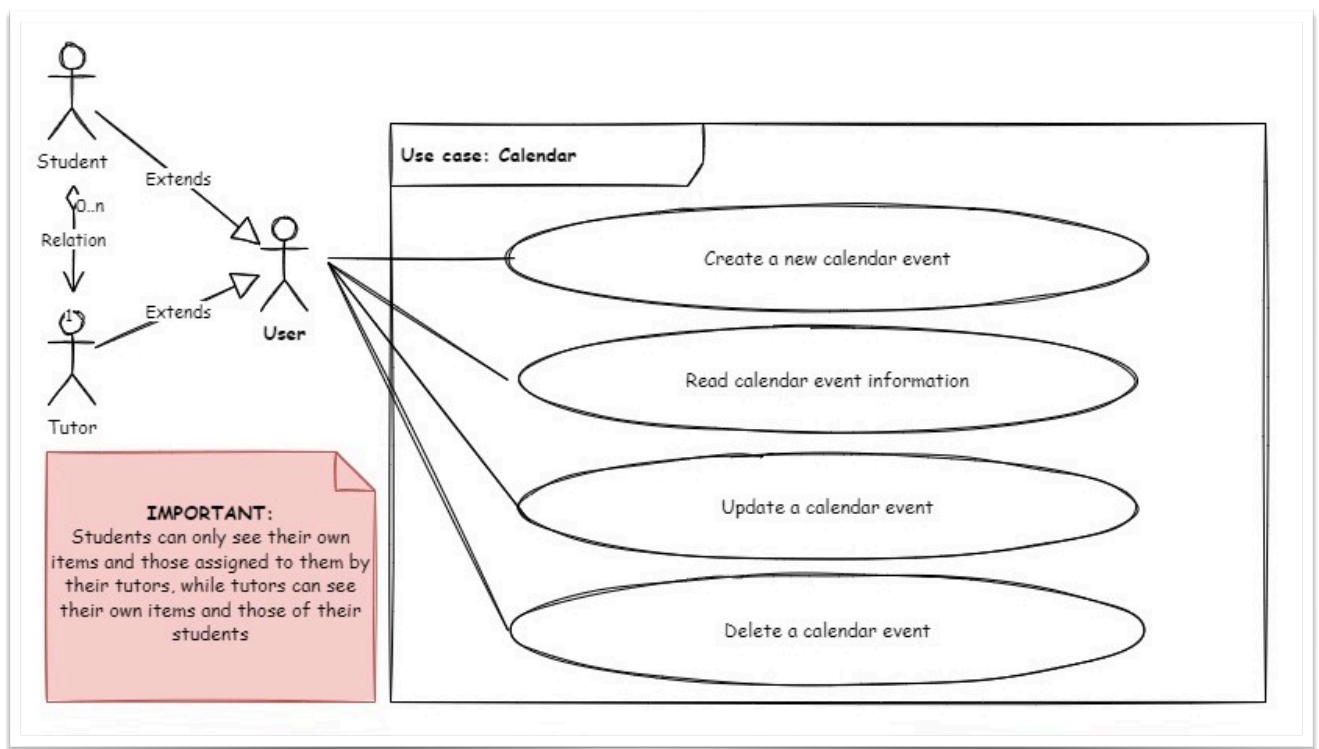 Student
Extends
0..n
Relation
Extends
1
User
Tutor
IMPORTANT:
Students can only see their own
items and those assigned to them by
their tutors, while tutors can see
their own items and those of their
students
Use case: Calendar
Create a new calendar event
Read calendar event information
Update a calendar event
Delete a calendar event